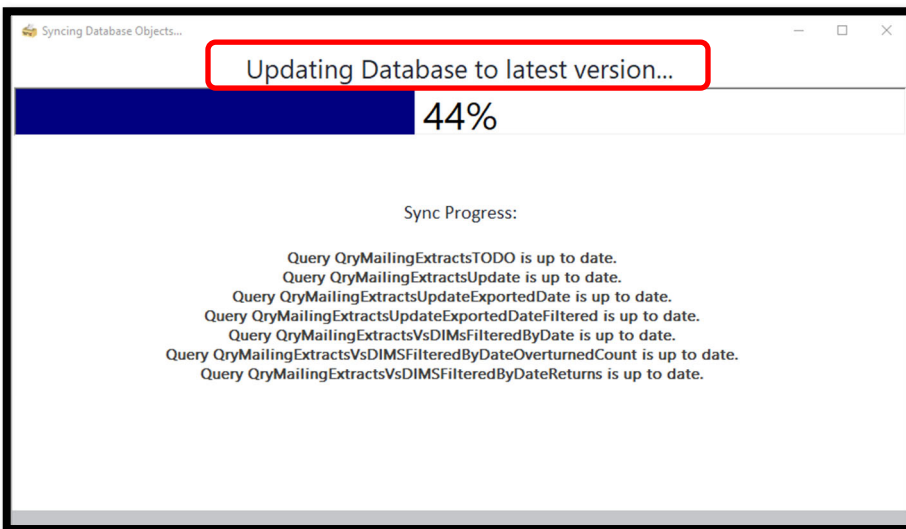 Syncing Database Objects...
Updating Database to latest version...
44%
Sync Progress:
Query QryMailingExtractsTODO is up to date.
Query QryMailingExtractsUpdate is up to date.
Query QryMailingExtractsUpdateExportedDate is up to date.
Query QryMailingExtractsUpdateExportedDateFiltered is up to date.
Query QryMailingExtractsVsDIMsFilteredByDate is up to date.
Query QryMailingExtractsVsDIMSFilteredByDateOverturnedCount is up to date.
Query QryMailingExtractsVsDIMSFilteredByDateReturns is up to date.